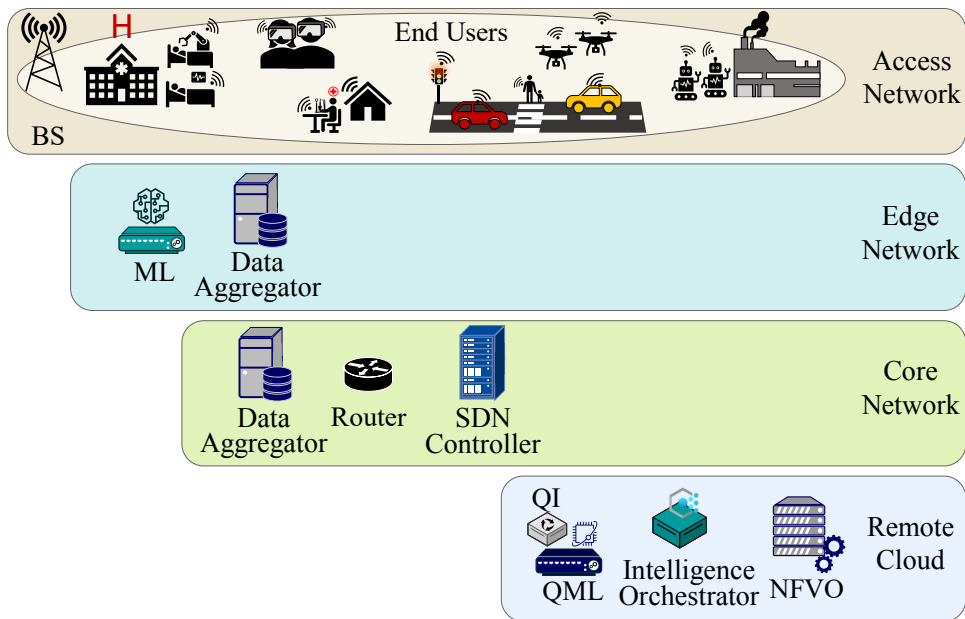 H
End Users
Access
Network
BS
Edge
Network
ML
Data
Aggregator
Core
Network
Data
Aggregator
Router
SDN
Controller
QI
Remote
Cloud
QML
Intelligence
Orchestrator
NFVO